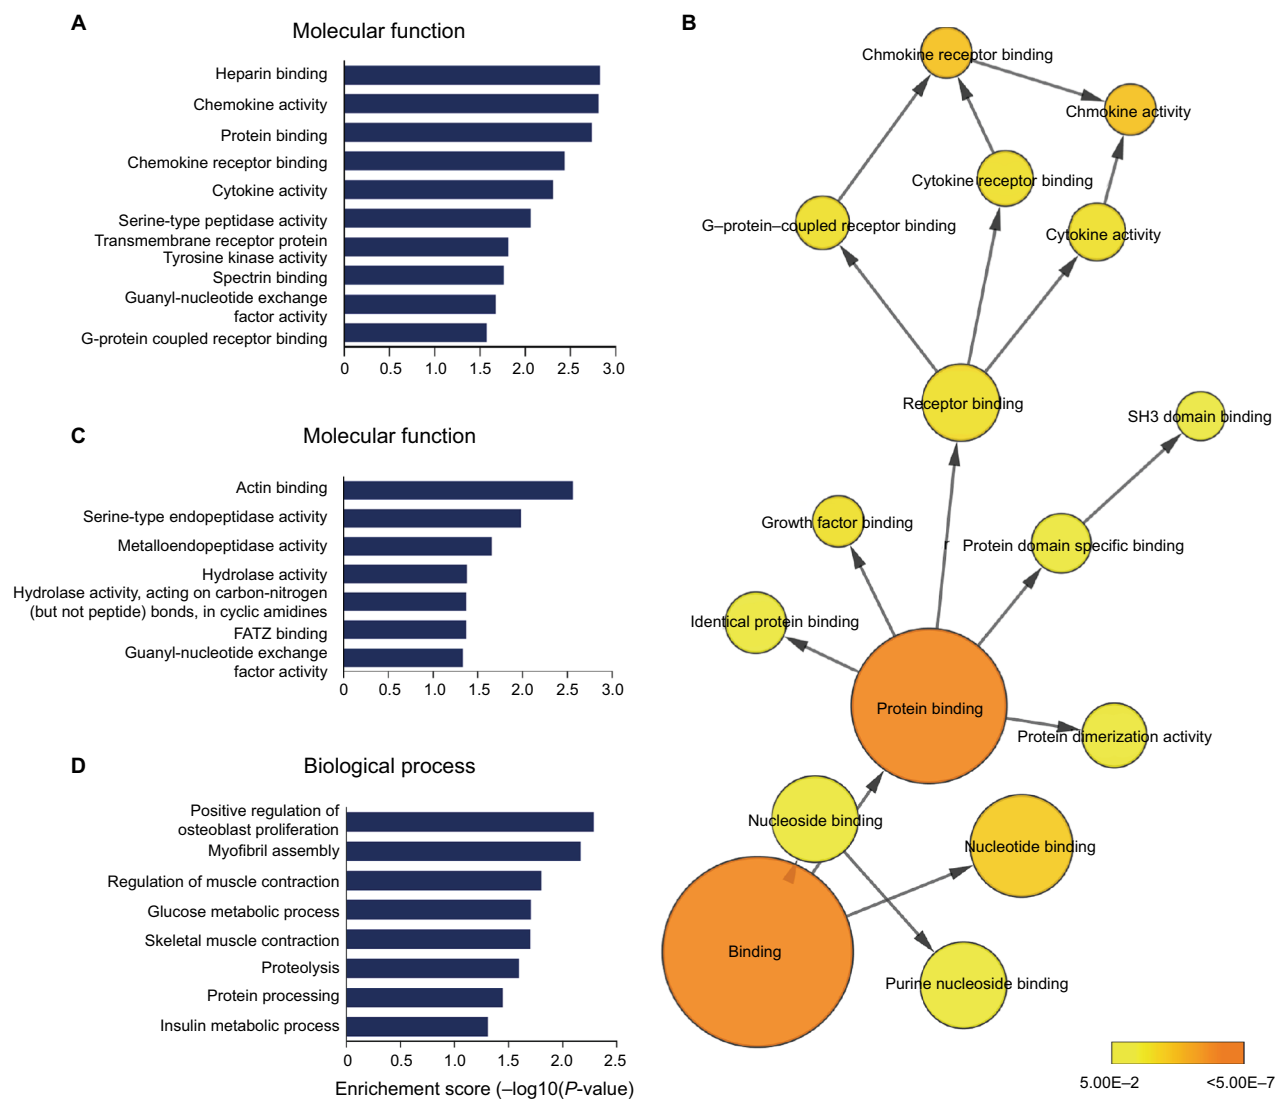 A
Molecular function
Heparin binding
Chemokine activity
Protein binding
Chemokine receptor binding
Cytokine activity
Serine-type peptidase activity
Transmembrane receptor protein
Tyrosine kinase activity
Spectrin binding
Guanyl-nucleotide exchange
factor activity
G-protein coupled receptor binding
0 0.5 1.0 1.5 2.0 2.5 3.0
C
Molecular function
Actin binding
Serine-type endopeptidase activity
Metalloendopeptidase activity
Hydrolase activity
Hydrolase activity, acting on carbon-nitrogen
(but not peptide) bonds, in cyclic amidines
FATZ binding
Guanyl-nucleotide exchange
factor activity
0 0.5 1.0 1.5 2.0 2.5 3.0
D
Biological process
Positive regulation of
osteoblast proliferation
Myofibril assembly
Regulation of muscle contraction
Glucose metabolic process
Skeletal muscle contraction
Proteolysis
Protein processing
Insulin metabolic process
0 0.5 1.0 1.5 2.0 2.5
Enrichement score (–log10(P-value)
B
Chmokine receptor binding
Chmokine activity
Cytokine receptor binding
G–protein–coupled receptor binding
Cytokine activity
Receptor binding
SH3 domain binding
Growth factor binding
r
Protein domain specific binding
Identical protein binding
Protein binding
Protein dimerization activity
Nucleoside binding
Nucleotide binding
Binding
Purine nucleoside binding
5.00E–2 <5.00E–7